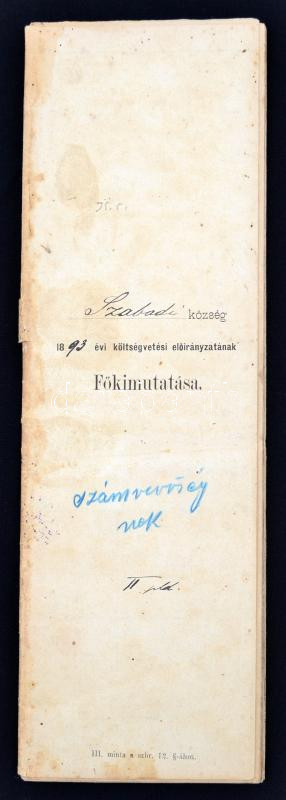 Szabadi község
1893 évi költségvetési előirányzatának
Főkimutatása.
számvevőség
nek
II pld.
III. minta a szbr. 12. §-ához.